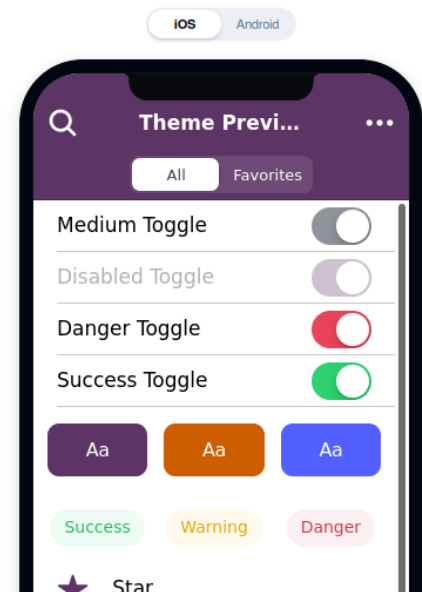 iOS Android
Theme Previ...
All Favorites
Medium Toggle
Disabled Toggle
Danger Toggle
Success Toggle
Aa Aa Aa
Success Warning Danger
Star